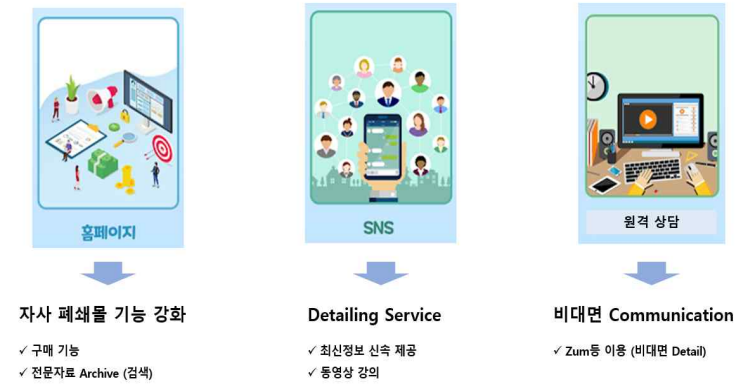 홈페이지
SNS
원격 상담
자사 폐쇄몰 기능 강화
✓ 구매 기능
✓ 전문자료 Archive (검색)
Detailing Service
✓ 최신정보 신속 제공
✓ 동영상 강의
비대면 Communication
✓ Zum등 이용 (비대면 Detail)